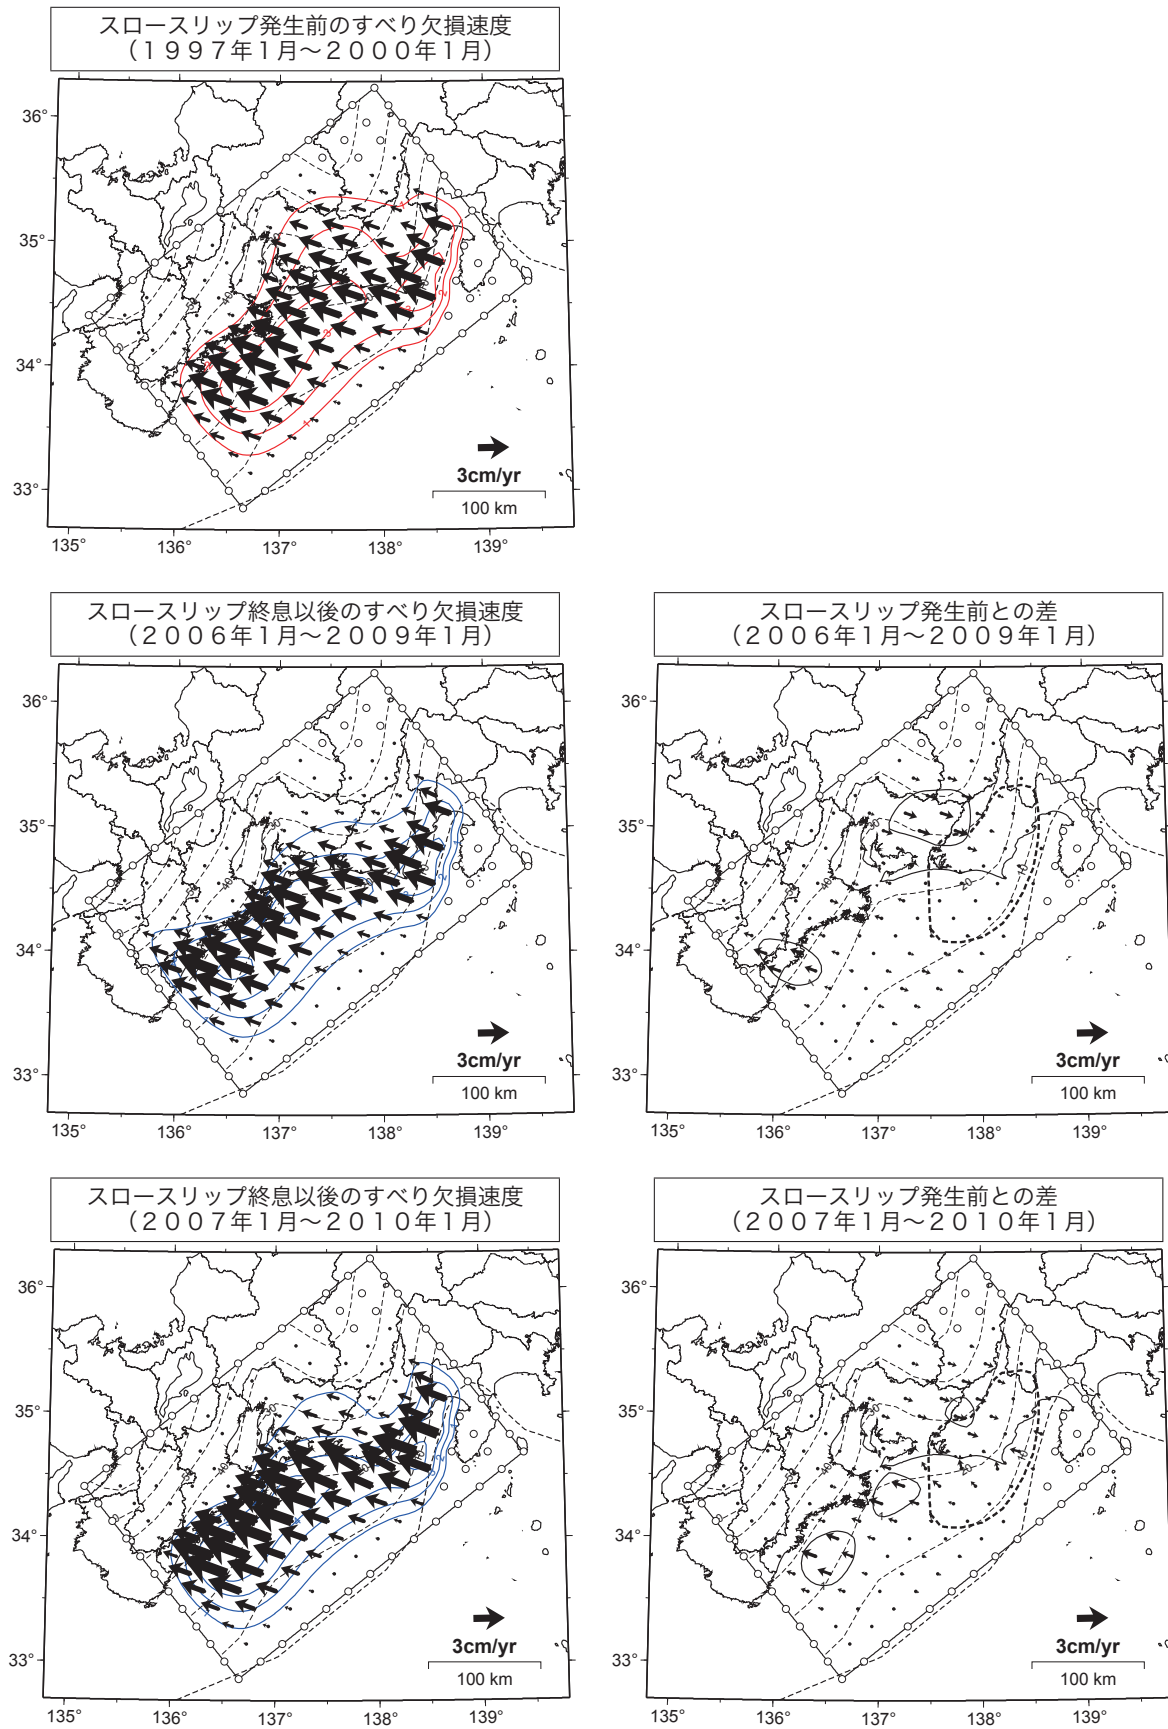 スロースリップ発生前のすべり欠損速度
(1997年1月〜2000年1月)
36°
35°
34°
33°
135°
136°
137°
138°
139°
3cm/yr
100 km
スロースリップ終息以後のすべり欠損速度
(2006年1月〜2009年1月)
36°
35°
34°
33°
135°
136°
137°
138°
139°
3cm/yr
100 km
スロースリップ発生前との差
(2006年1月〜2009年1月)
36°
35°
34°
33°
135°
136°
137°
138°
139°
3cm/yr
100 km
スロースリップ終息以後のすべり欠損速度
(2007年1月〜2010年1月)
36°
35°
34°
33°
135°
136°
137°
138°
139°
3cm/yr
100 km
スロースリップ発生前との差
(2007年1月〜2010年1月)
36°
35°
34°
33°
135°
136°
137°
138°
139°
3cm/yr
100 km